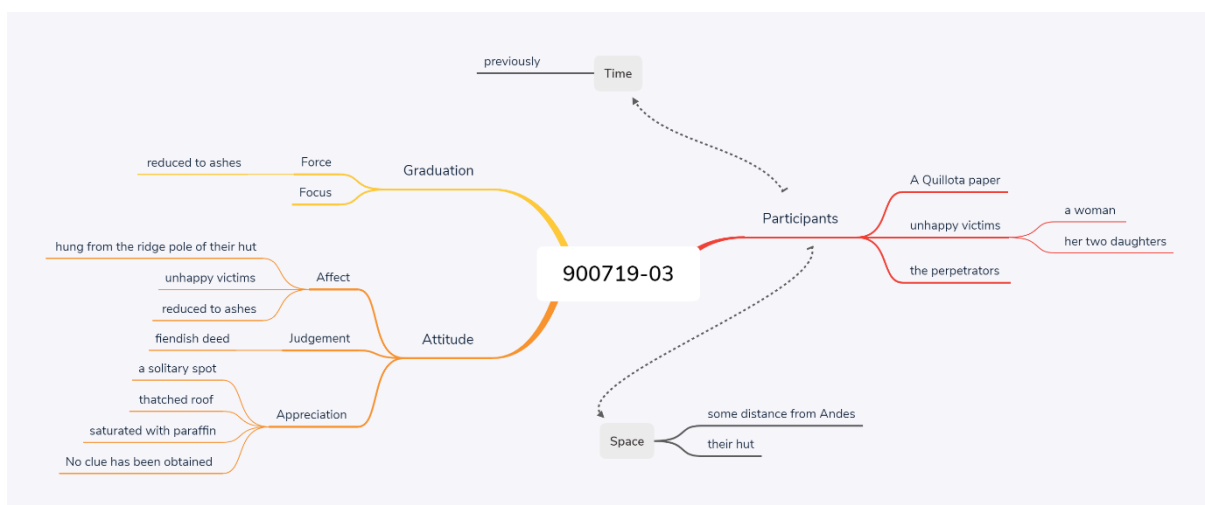 previously
Time
reduced to ashes
Force
Graduation
Focus
A Quillota paper
Participants
unhappy victims
a woman
her two daughters
the perpetrators
900719-03
hung from the ridge pole of their hut
unhappy victims
Affect
reduced to ashes
fiendish deed
Judgement
Attitude
a solitary spot
thatched roof
Appreciation
saturated with paraffin
No clue has been obtained
some distance from Andes
Space
their hut